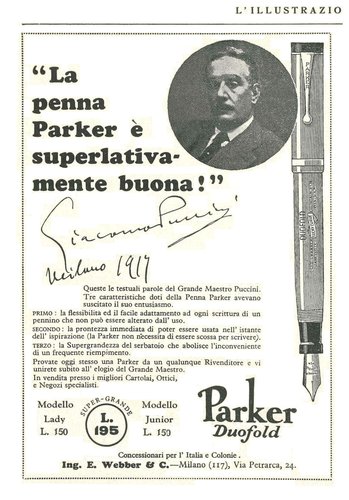 L'ILLUSTRAZIO
“La
penna
Parker è
superlativa-
mente buona!”
Giacomo Puccini
Milano 1917
Queste le testuali parole del Grande Maestro Puccini.
Tre caratteristiche doti della Penna Parker avevano
suscitato il suo entusiasmo.
PRIMO : la flessibilità ed il facile adattamento ad ogni scrittura di un
pennino che non può essere alterato dall' uso.
SECONDO : la prontezza immediata di poter essere usata nell'istante
dell' ispirazione (la Parker non necessita di essere scossa per scrivere).
TERZO : la Supergrandezza del serbatoio che abolisce l'inconveniente
di un frequente riempimento.
Provate oggi stesso una Parker da un qualunque Rivenditore e vi
unirete subito all' elogio del Grande Maestro.
In vendita presso i migliori Cartolai, Ottici,
e Negozi specialisti.
Modello
Lady
L. 150
SUPER-GRANDE
L.
195
Modello
Junior
L. 150
Parker
Duofold
Concessionari per l' Italia e Colonie.
Ing. E. Webber & C.—Milano (117), Via Petrarca, 24.